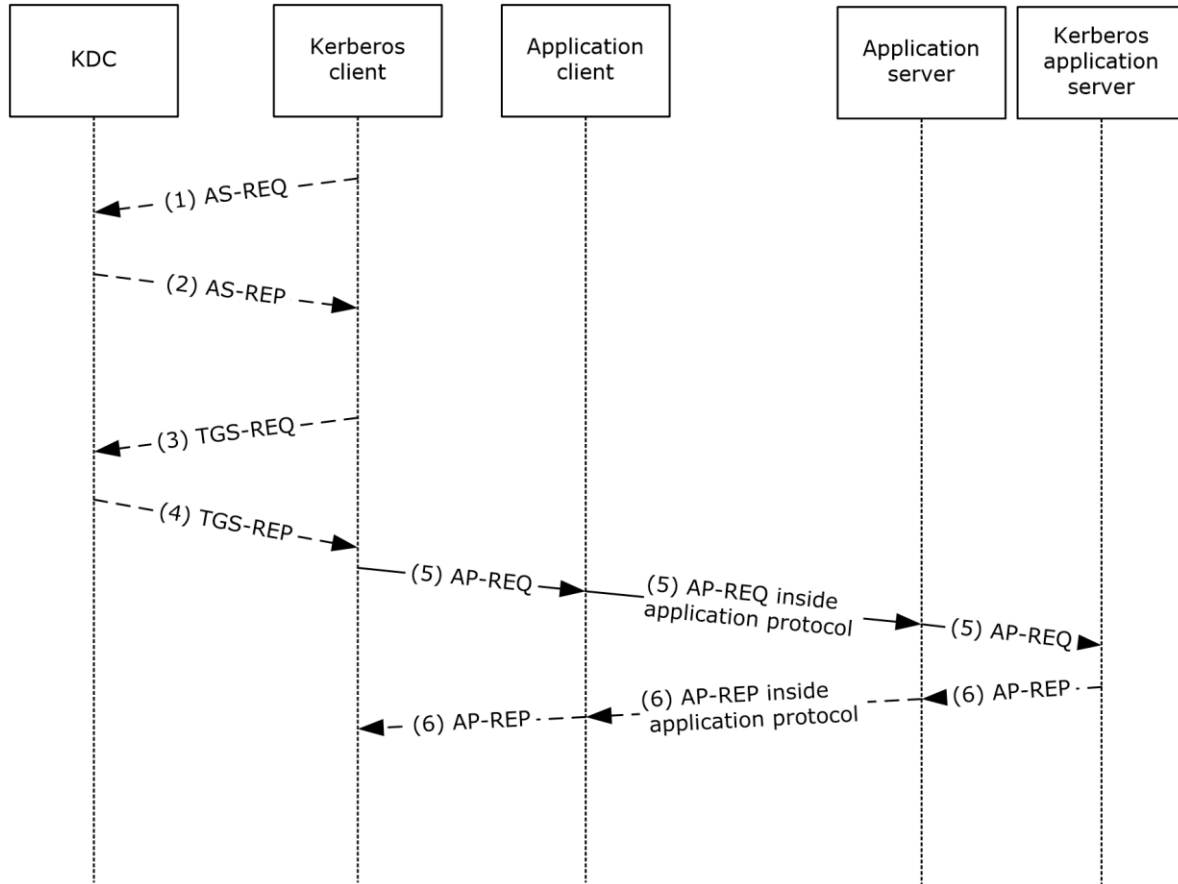 KDC
Kerberos
client
Application
client
Application
server
Kerberos
application
server
(1) AS-REQ
(2) AS-REP
(3) TGS-REQ
(4) TGS-REP
(5) AP-REQ
(5) AP-REQ inside
application protocol
(5) AP-REQ
(6) AP-REP
(6) AP-REP inside
application protocol
(6) AP-REP